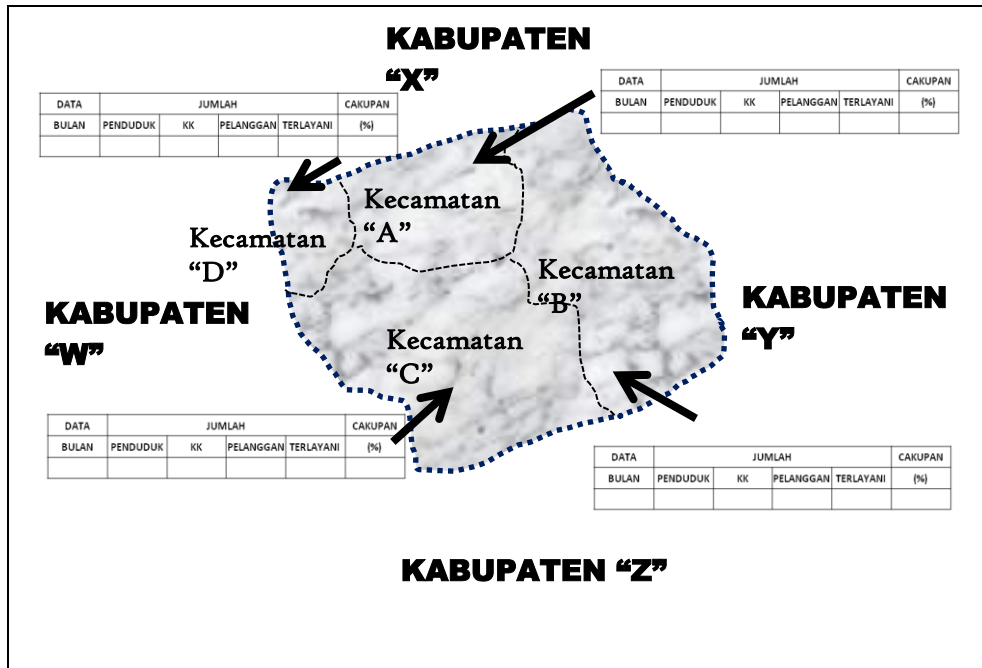 KABUPATEN
“X”
DATA JUMLAH CAKUPAN
BULAN PENDUDUK KK PELANGGAN TERLAYANI (%)
DATA JUMLAH CAKUPAN
BULAN PENDUDUK KK PELANGGAN TERLAYANI (%)
Kecamatan
“A”
Kecamatan
“D”
Kecamatan
“B”
KABUPATEN
“W”
KABUPATEN
“Y”
Kecamatan
“C”
DATA JUMLAH CAKUPAN
BULAN PENDUDUK KK PELANGGAN TERLAYANI (%)
DATA JUMLAH CAKUPAN
BULAN PENDUDUK KK PELANGGAN TERLAYANI (%)
KABUPATEN “Z”